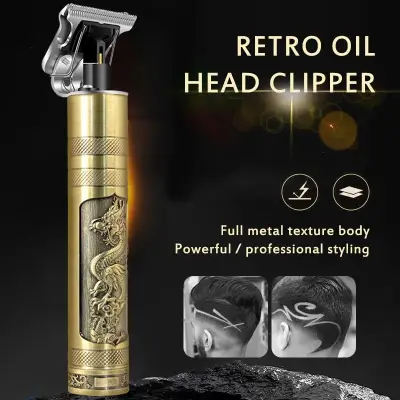 RETRO OIL
HEAD CLIPPER
Full metal texture body
Powerful / professional styling